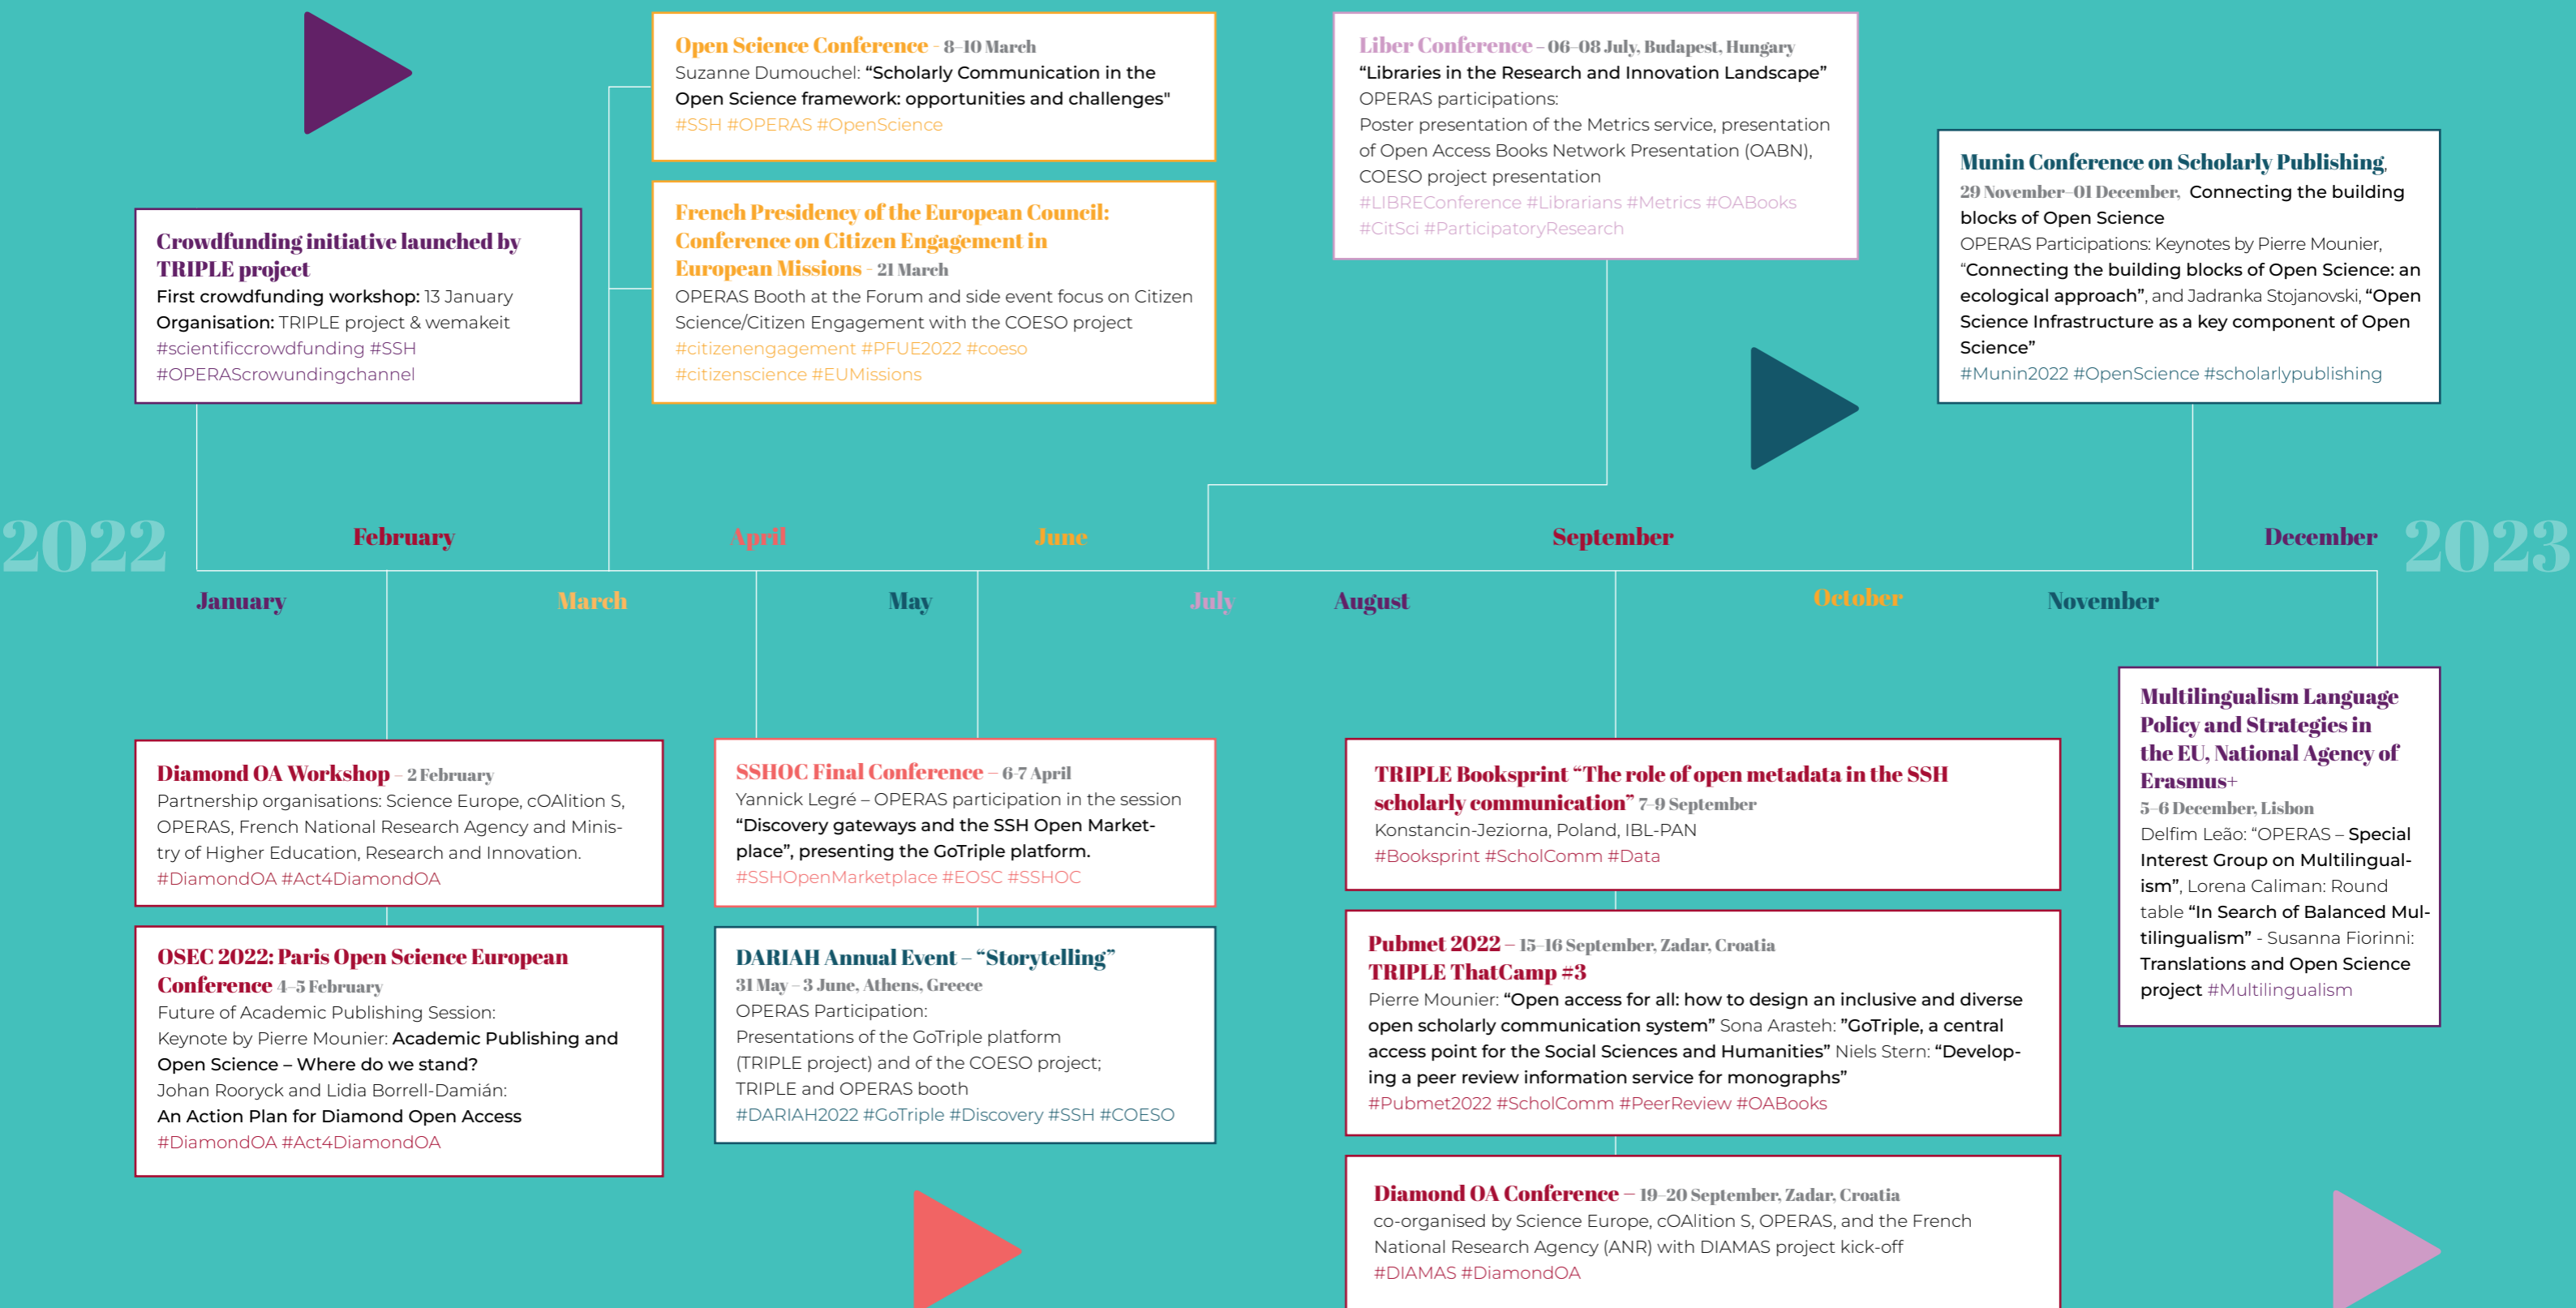 Open Science Conference - 8–10 March
Suzanne Dumouchel: “Scholarly Communication in the
Open Science framework: opportunities and challenges"
#SSH #OPERAS #OpenScience
French Presidency of the European Council:
Conference on Citizen Engagement in
European Missions - 21 March
OPERAS Booth at the Forum and side event focus on Citizen
Science/Citizen Engagement with the COESO project
#citizenengagement #PFUE2022 #coeso
#citizenscience #EUMissions
Liber Conference – 06–08 July, Budapest, Hungary
“Libraries in the Research and Innovation Landscape”
OPERAS participations:
Poster presentation of the Metrics service, presentation
of Open Access Books Network Presentation (OABN),
COESO project presentation
#LIBREConference #Librarians #Metrics #OABooks
#CitSci #ParticipatoryResearch
Munin Conference on Scholarly Publishing,
29 November–01 December, Connecting the building
blocks of Open Science
OPERAS Participations: Keynotes by Pierre Mounier,
“Connecting the building blocks of Open Science: an
ecological approach”, and Jadranka Stojanovski, “Open
Science Infrastructure as a key component of Open
Science”
#Munin2022 #OpenScience #scholarlypublishing
Crowdfunding initiative launched by
TRIPLE project
First crowdfunding workshop: 13 January
Organisation: TRIPLE project & wemakeit
#scientificcrowdfunding #SSH
#OPERAScrowundingchannel
2022
February
April
June
September
December
2023
January
March
May
July
August
October
November
Diamond OA Workshop – 2 February
Partnership organisations: Science Europe, cOAlition S,
OPERAS, French National Research Agency and Minis-
try of Higher Education, Research and Innovation.
#DiamondOA #Act4DiamondOA
OSEC 2022: Paris Open Science European
Conference 4–5 February
Future of Academic Publishing Session:
Keynote by Pierre Mounier: Academic Publishing and
Open Science – Where do we stand?
Johan Rooryck and Lidia Borrell-Damián:
An Action Plan for Diamond Open Access
#DiamondOA #Act4DiamondOA
SSHOC Final Conference – 6-7 April
Yannick Legré – OPERAS participation in the session
“Discovery gateways and the SSH Open Market-
place”, presenting the GoTriple platform.
#SSHOpenMarketplace #EOSC #SSHOC
DARIAH Annual Event – “Storytelling”
31 May – 3 June, Athens, Greece
OPERAS Participation:
Presentations of the GoTriple platform
(TRIPLE project) and of the COESO project;
TRIPLE and OPERAS booth
#DARIAH2022 #GoTriple #Discovery #SSH #COESO
TRIPLE Booksprint “The role of open metadata in the SSH
scholarly communication” 7–9 September
Konstancin-Jeziorna, Poland, IBL-PAN
#Booksprint #ScholComm #Data
Pubmet 2022 – 15–16 September, Zadar, Croatia
TRIPLE ThatCamp #3
Pierre Mounier: “Open access for all: how to design an inclusive and diverse
open scholarly communication system” Sona Arasteh: ”GoTriple, a central
access point for the Social Sciences and Humanities” Niels Stern: “Develop-
ing a peer review information service for monographs”
#Pubmet2022 #ScholComm #PeerReview #OABooks
Diamond OA Conference – 19–20 September, Zadar, Croatia
co-organised by Science Europe, cOAlition S, OPERAS, and the French
National Research Agency (ANR) with DIAMAS project kick-off
#DIAMAS #DiamondOA
Multilingualism Language
Policy and Strategies in
the EU, National Agency of
Erasmus+
5–6 December, Lisbon
Delfim Leão: “OPERAS – Special
Interest Group on Multilingual-
ism”, Lorena Caliman: Round
table “In Search of Balanced Mul-
tilingualism” - Susanna Fiorinni:
Translations and Open Science
project #Multilingualism